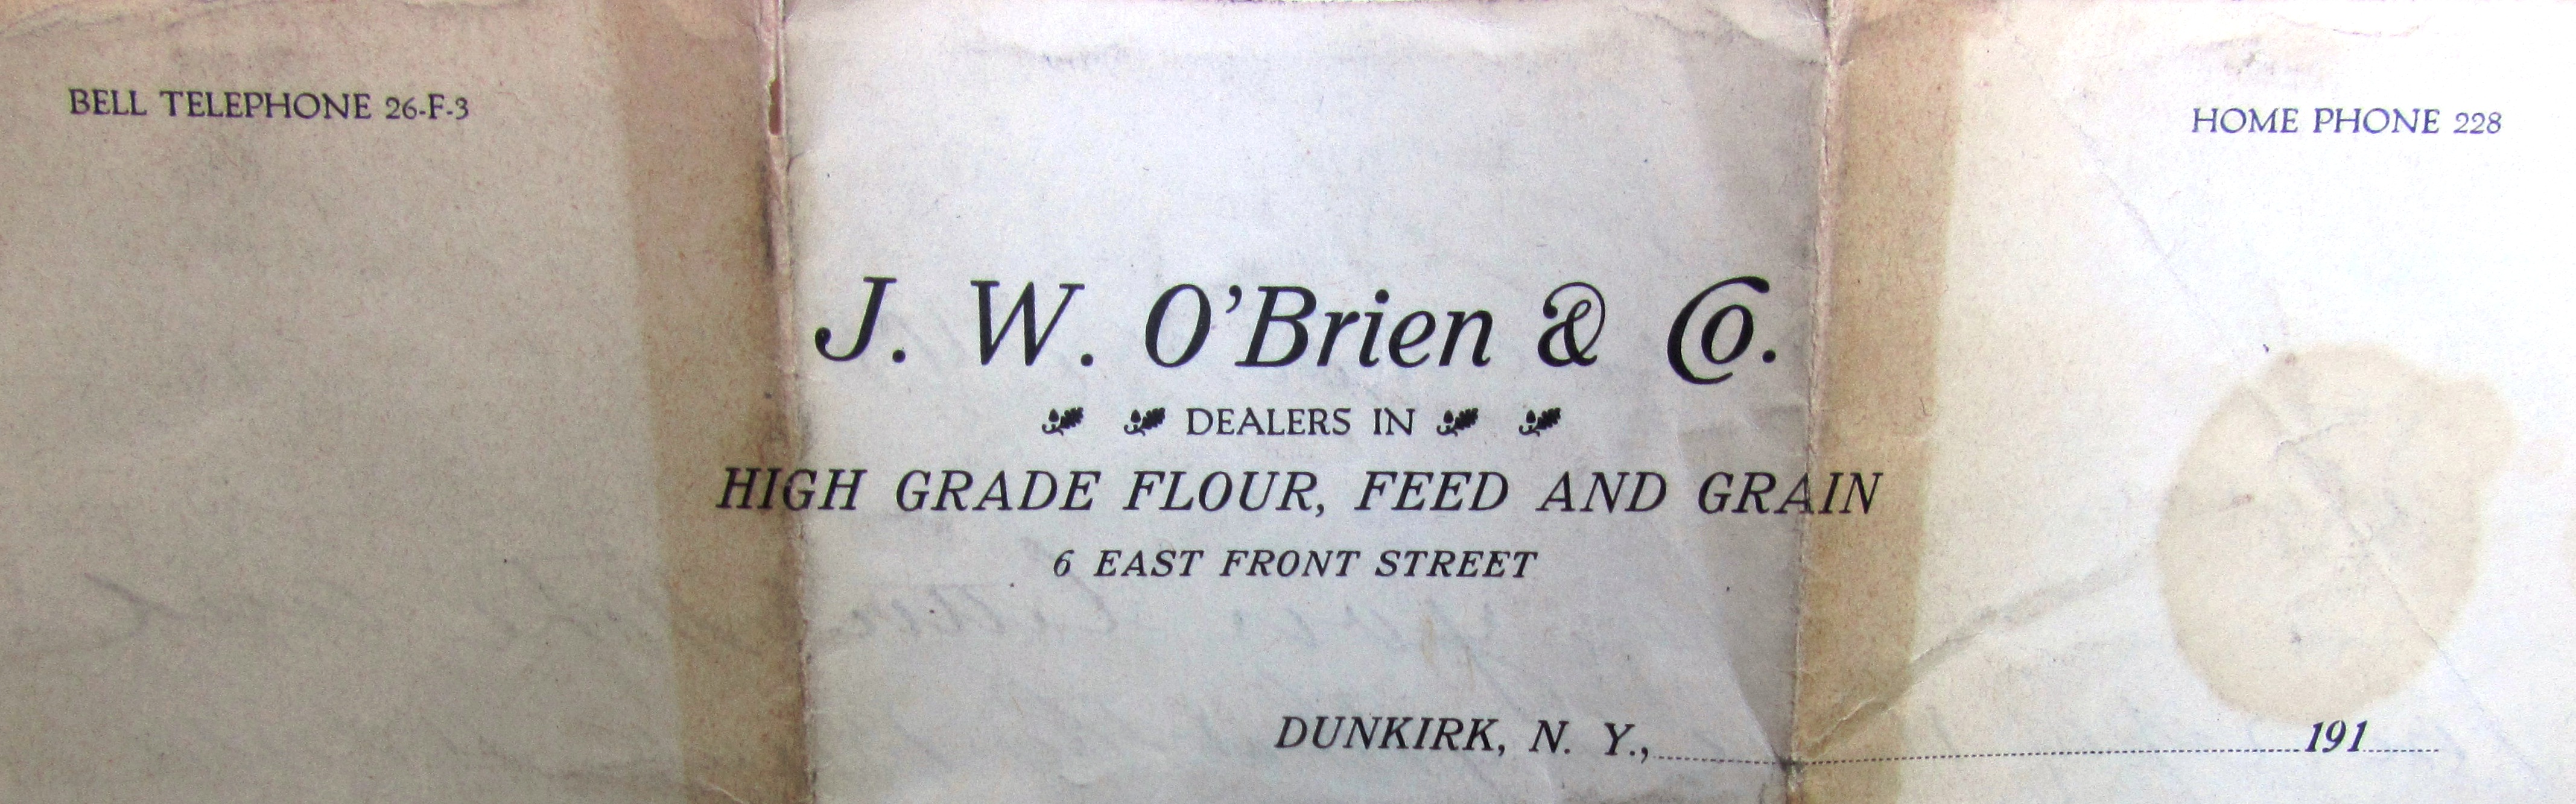 BELL TELEPHONE 26-F-3
HOME PHONE 228
J. W. O’Brien & Co.
DEALERS IN
HIGH GRADE FLOUR, FEED AND GRAIN
6 EAST FRONT STREET
DUNKIRK, N. Y., 191